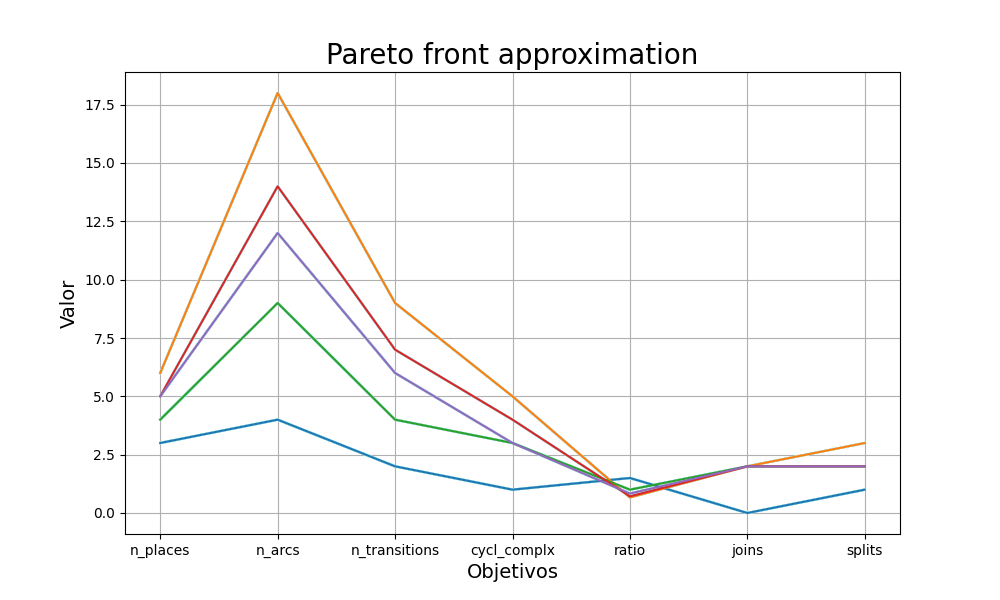 Pareto front approximation
Valor
17.5
15.0
12.5
10.0
7.5
5.0
2.5
0.0
n_places n_arcs n_transitions cycl_complx ratio joins splits
Objetivos